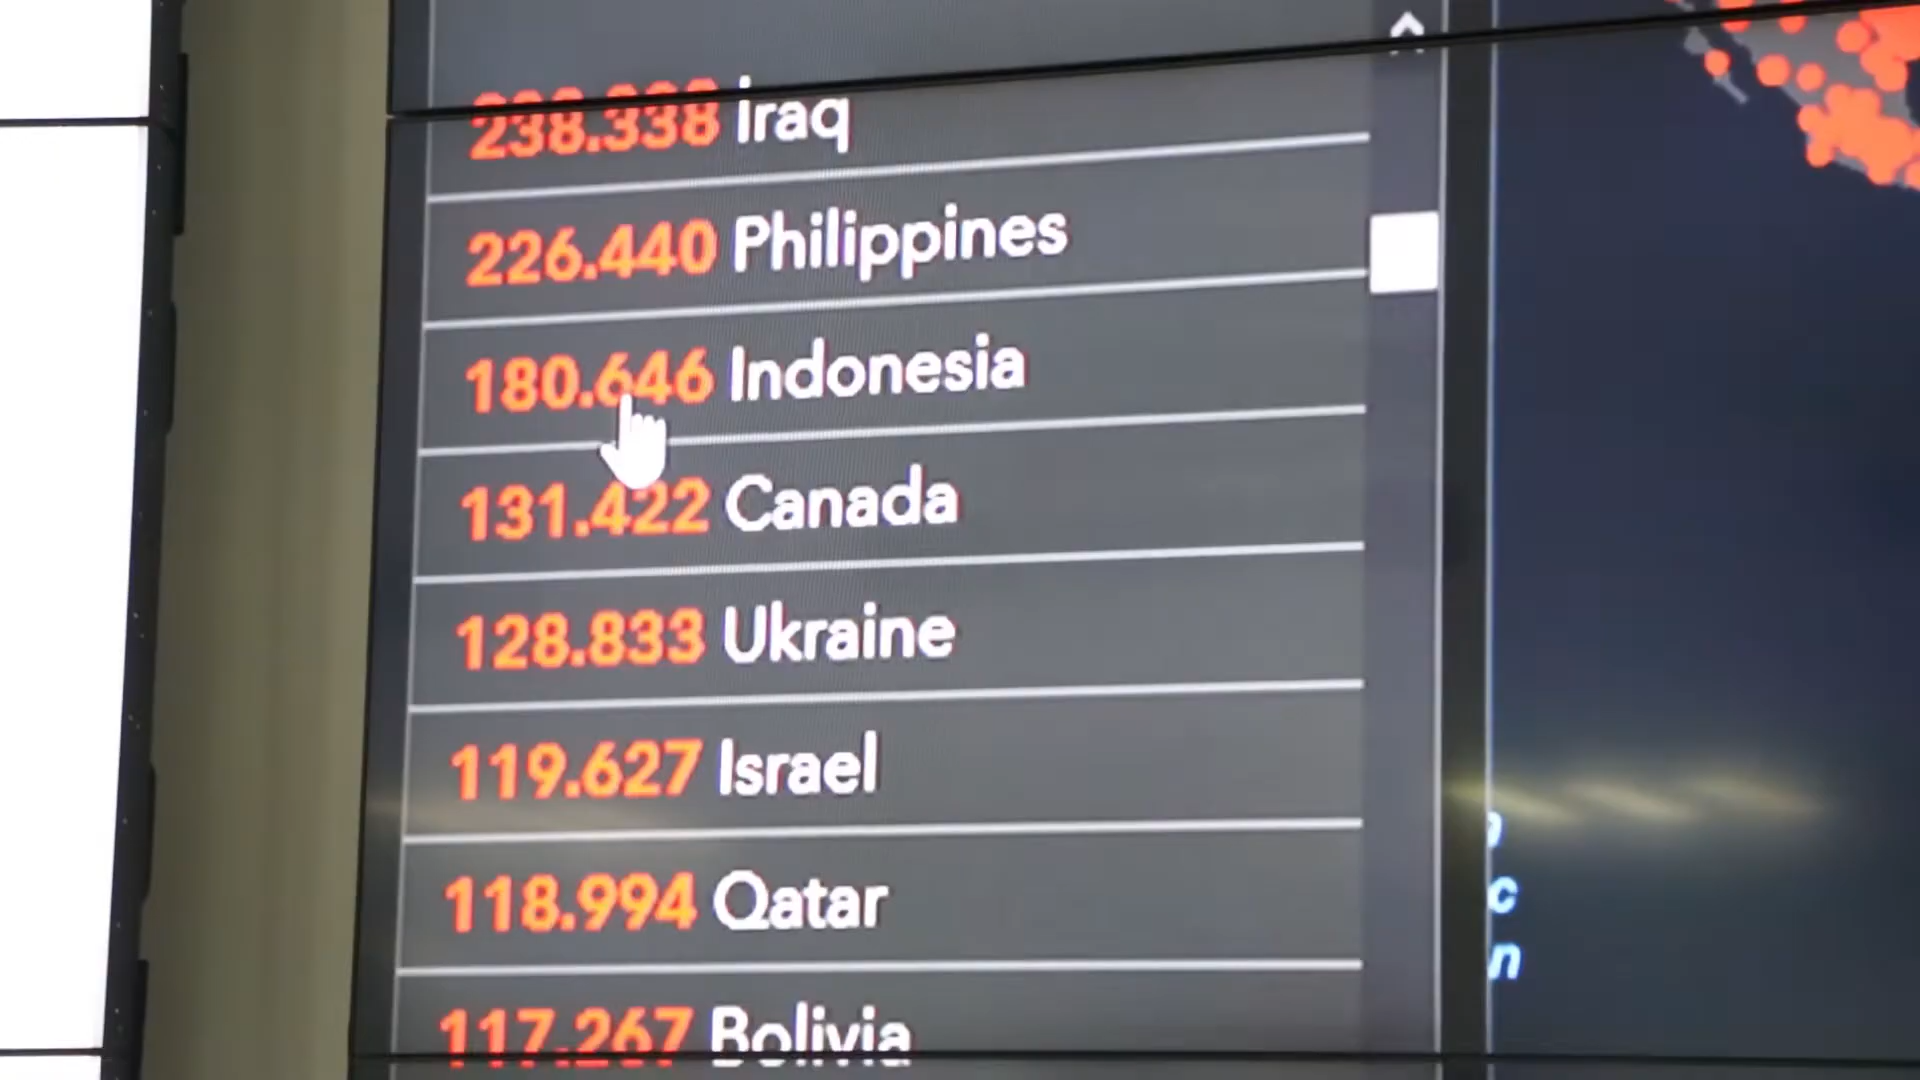 238.338 Iraq
226.440 Philippines
180.646 Indonesia
131.422 Canada
128.833 Ukraine
119.627 Israel
118.994 Qatar
117.267 Bolivia
c
n